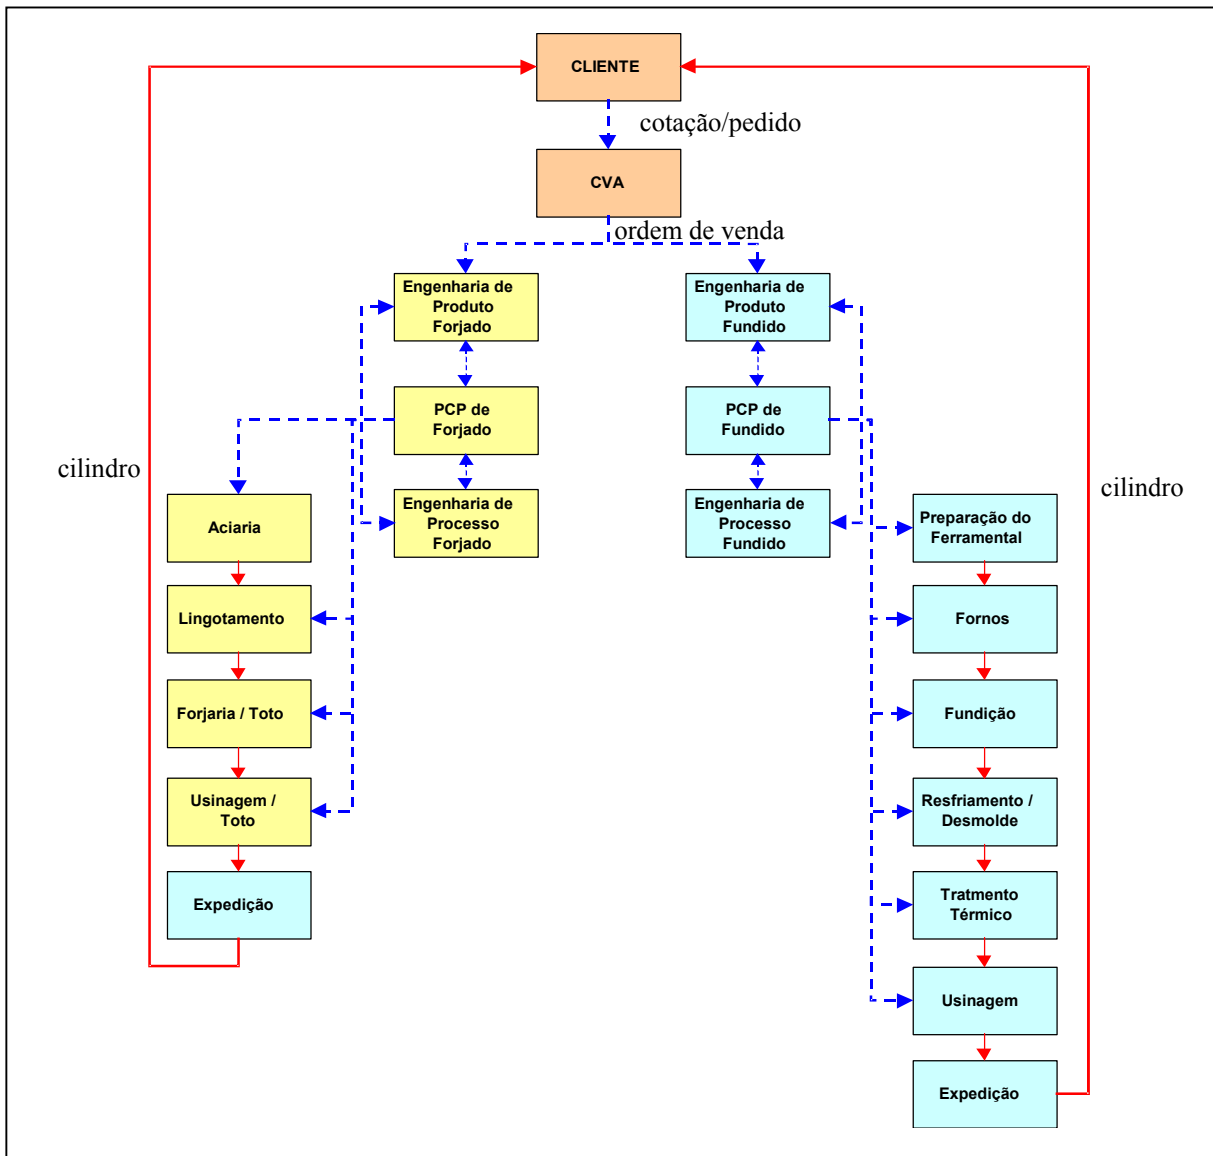 CLIENTE
cotação/pedido
CVA
ordem de venda
Engenharia de
Produto
Forjado
Engenharia de
Produto
Fundido
PCP de
Forjado
PCP de
Fundido
cilindro
cilindro
Engenharia de
Processo
Forjado
Engenharia de
Processo
Fundido
Aciaria
Preparação do
Ferramental
Lingotamento
Fornos
Forjaria / Toto
Fundição
Usinagem /
Toto
Resfriamento /
Desmolde
Expedição
Tratmento
Térmico
Usinagem
Expedição